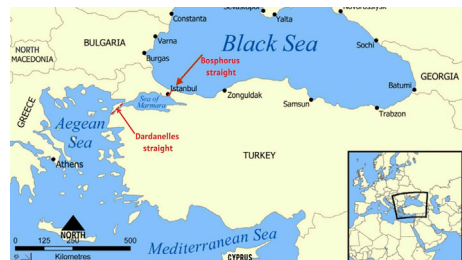 Constanta
Sevastopol
Yalta
Novorossiysk
BULGARIA
Varna
Burgas
Black Sea
Sochi
NORTH
MACEDONIA
Bosphorus
straight
Istanbul
Zonguldak
Samsun
Batumi
GEORGIA
Trabzon
Sea of
Marmara
GREECE
Aegean
Sea
Dardanelles
straight
Athens
TURKEY
NORTH
0 125 250 500
Kilometres
Mediterranean Sea
CYPRUS